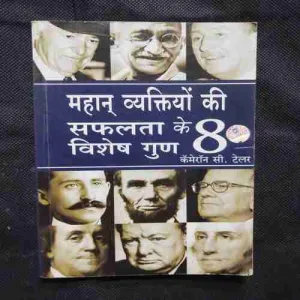 महान् व्यक्तियों की
सफलता के 8
विशेष गुण
कॅमेरॉन सी. टेलर